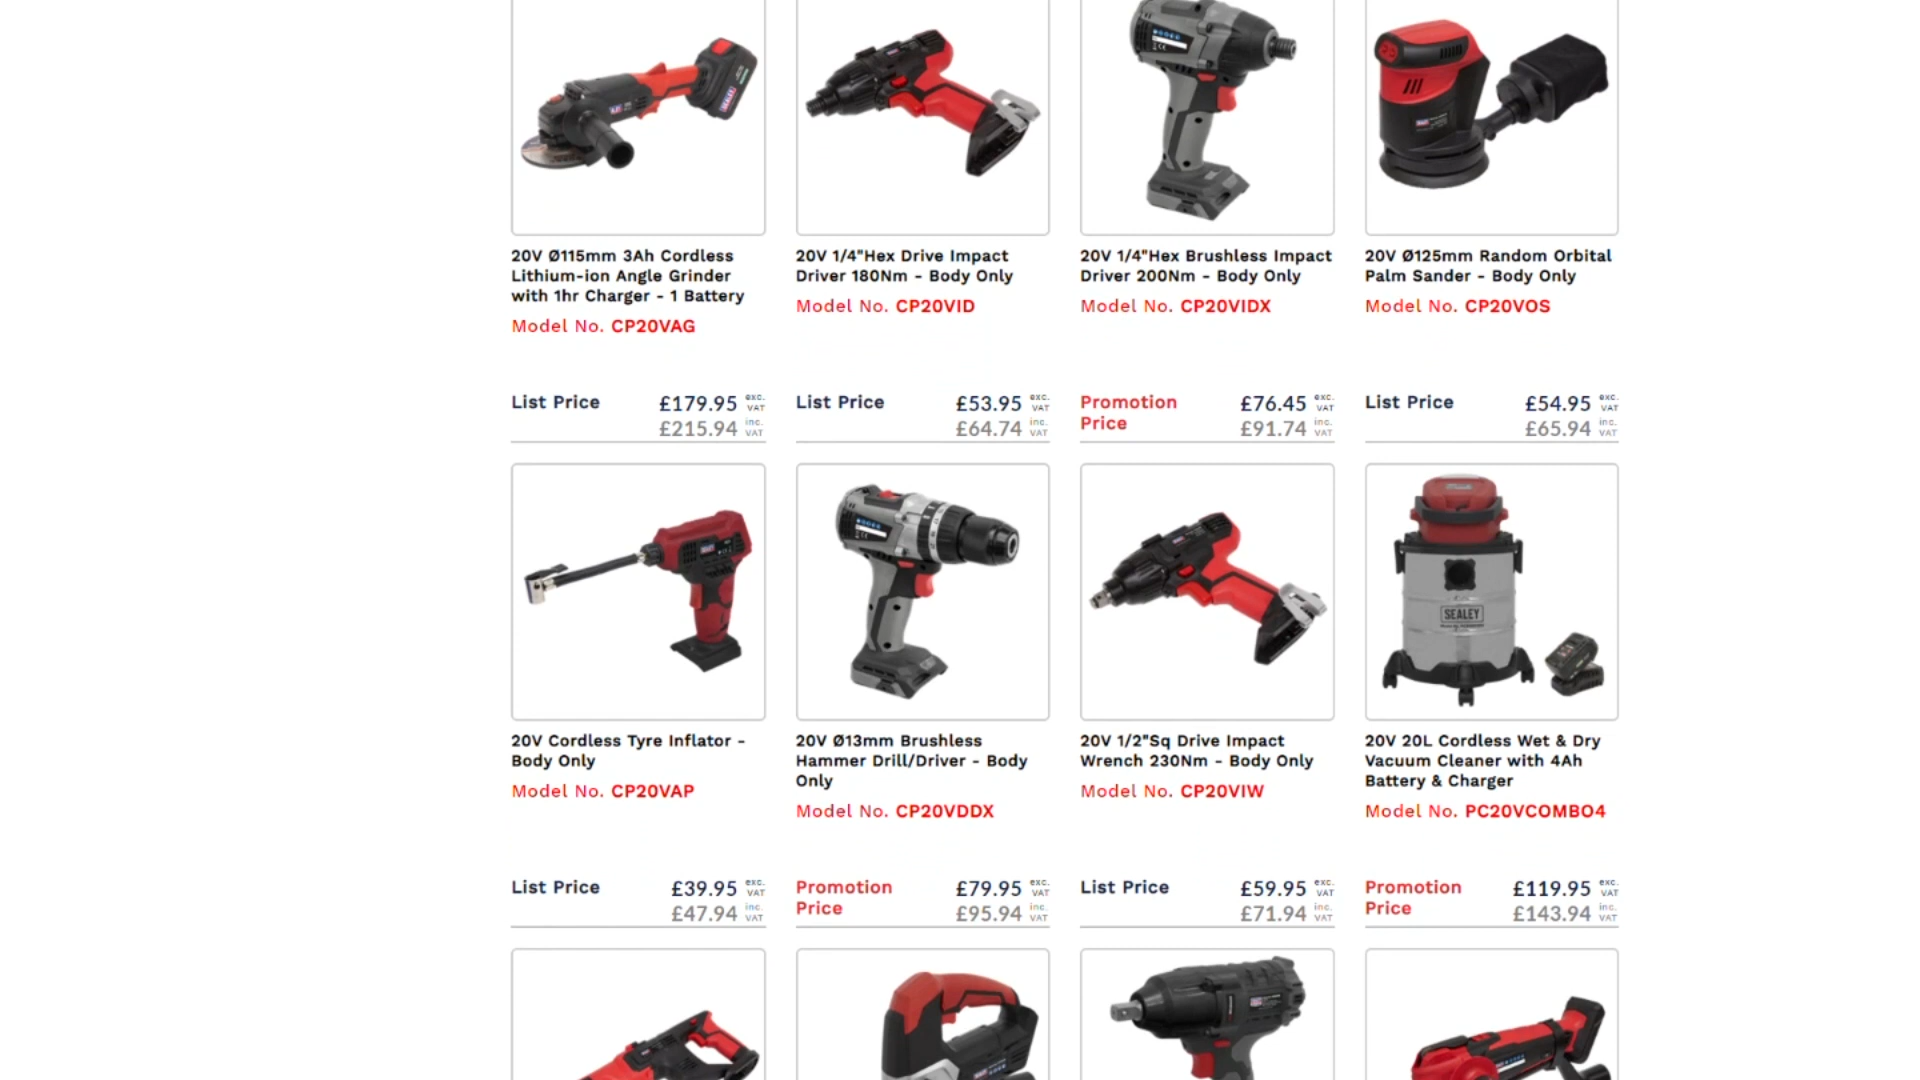 20V Ø115mm 3Ah Cordless
Lithium-ion Angle Grinder
with 1hr Charger - 1 Battery
Model No. CP20VAG
List Price £179.95 exc. VAT
£215.94 inc. VAT
20V 1/4"Hex Drive Impact
Driver 180Nm - Body Only
Model No. CP20VID
List Price £53.95 exc. VAT
£64.74 inc. VAT
20V 1/4"Hex Brushless Impact
Driver 200Nm - Body Only
Model No. CP20VIDX
Promotion Price £76.45 exc. VAT
£91.74 inc. VAT
20V Ø125mm Random Orbital
Palm Sander - Body Only
Model No. CP20VOS
List Price £54.95 exc. VAT
£65.94 inc. VAT
20V Cordless Tyre Inflator -
Body Only
Model No. CP20VAP
List Price £39.95 exc. VAT
£47.94 inc. VAT
20V Ø13mm Brushless
Hammer Drill/Driver - Body
Only
Model No. CP20VDDX
Promotion Price £79.95 exc. VAT
£95.94 inc. VAT
20V 1/2"Sq Drive Impact
Wrench 230Nm - Body Only
Model No. CP20VIW
List Price £59.95 exc. VAT
£71.94 inc. VAT
SEALEY
20V 20L Cordless Wet & Dry
Vacuum Cleaner with 4Ah
Battery & Charger
Model No. PC20VCOMBO4
Promotion Price £119.95 exc. VAT
£143.94 inc. VAT